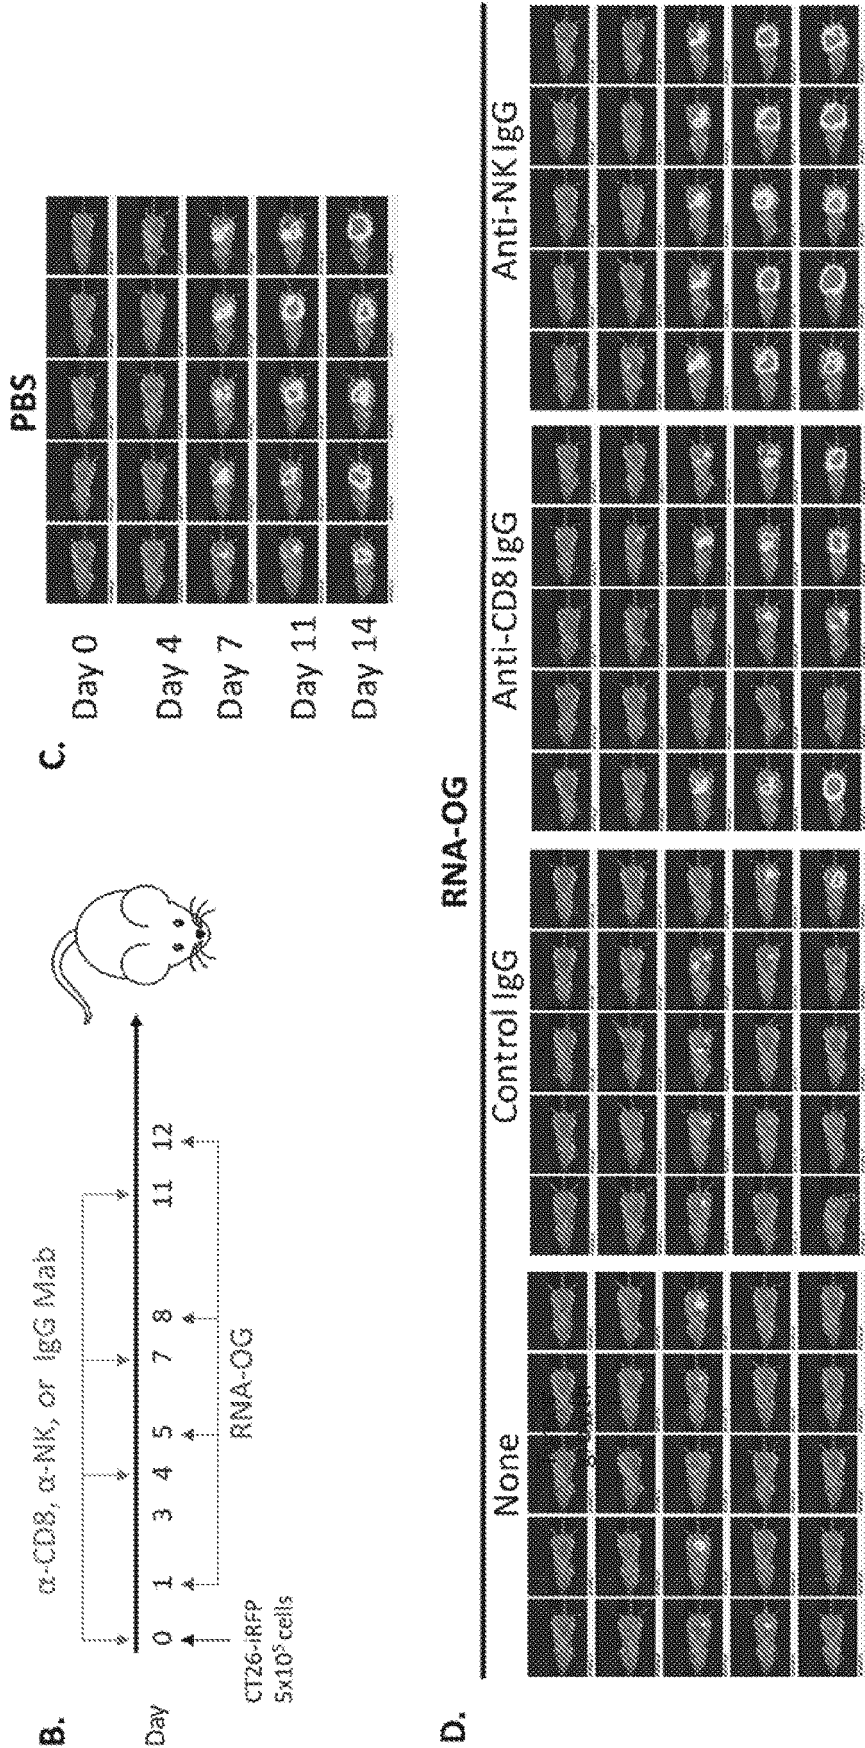 B.
α-CD8, α-NK, or IgG Mab
Day
0 1 3 4 5 7 8 11 12
RNA-OG
CT26-iRFP
5x10⁵ cells
C.
PBS
Day 0
Day 4
Day 7
Day 11
Day 14
D.
RNA-OG
None
Control IgG
Anti-CD8 IgG
Anti-NK IgG